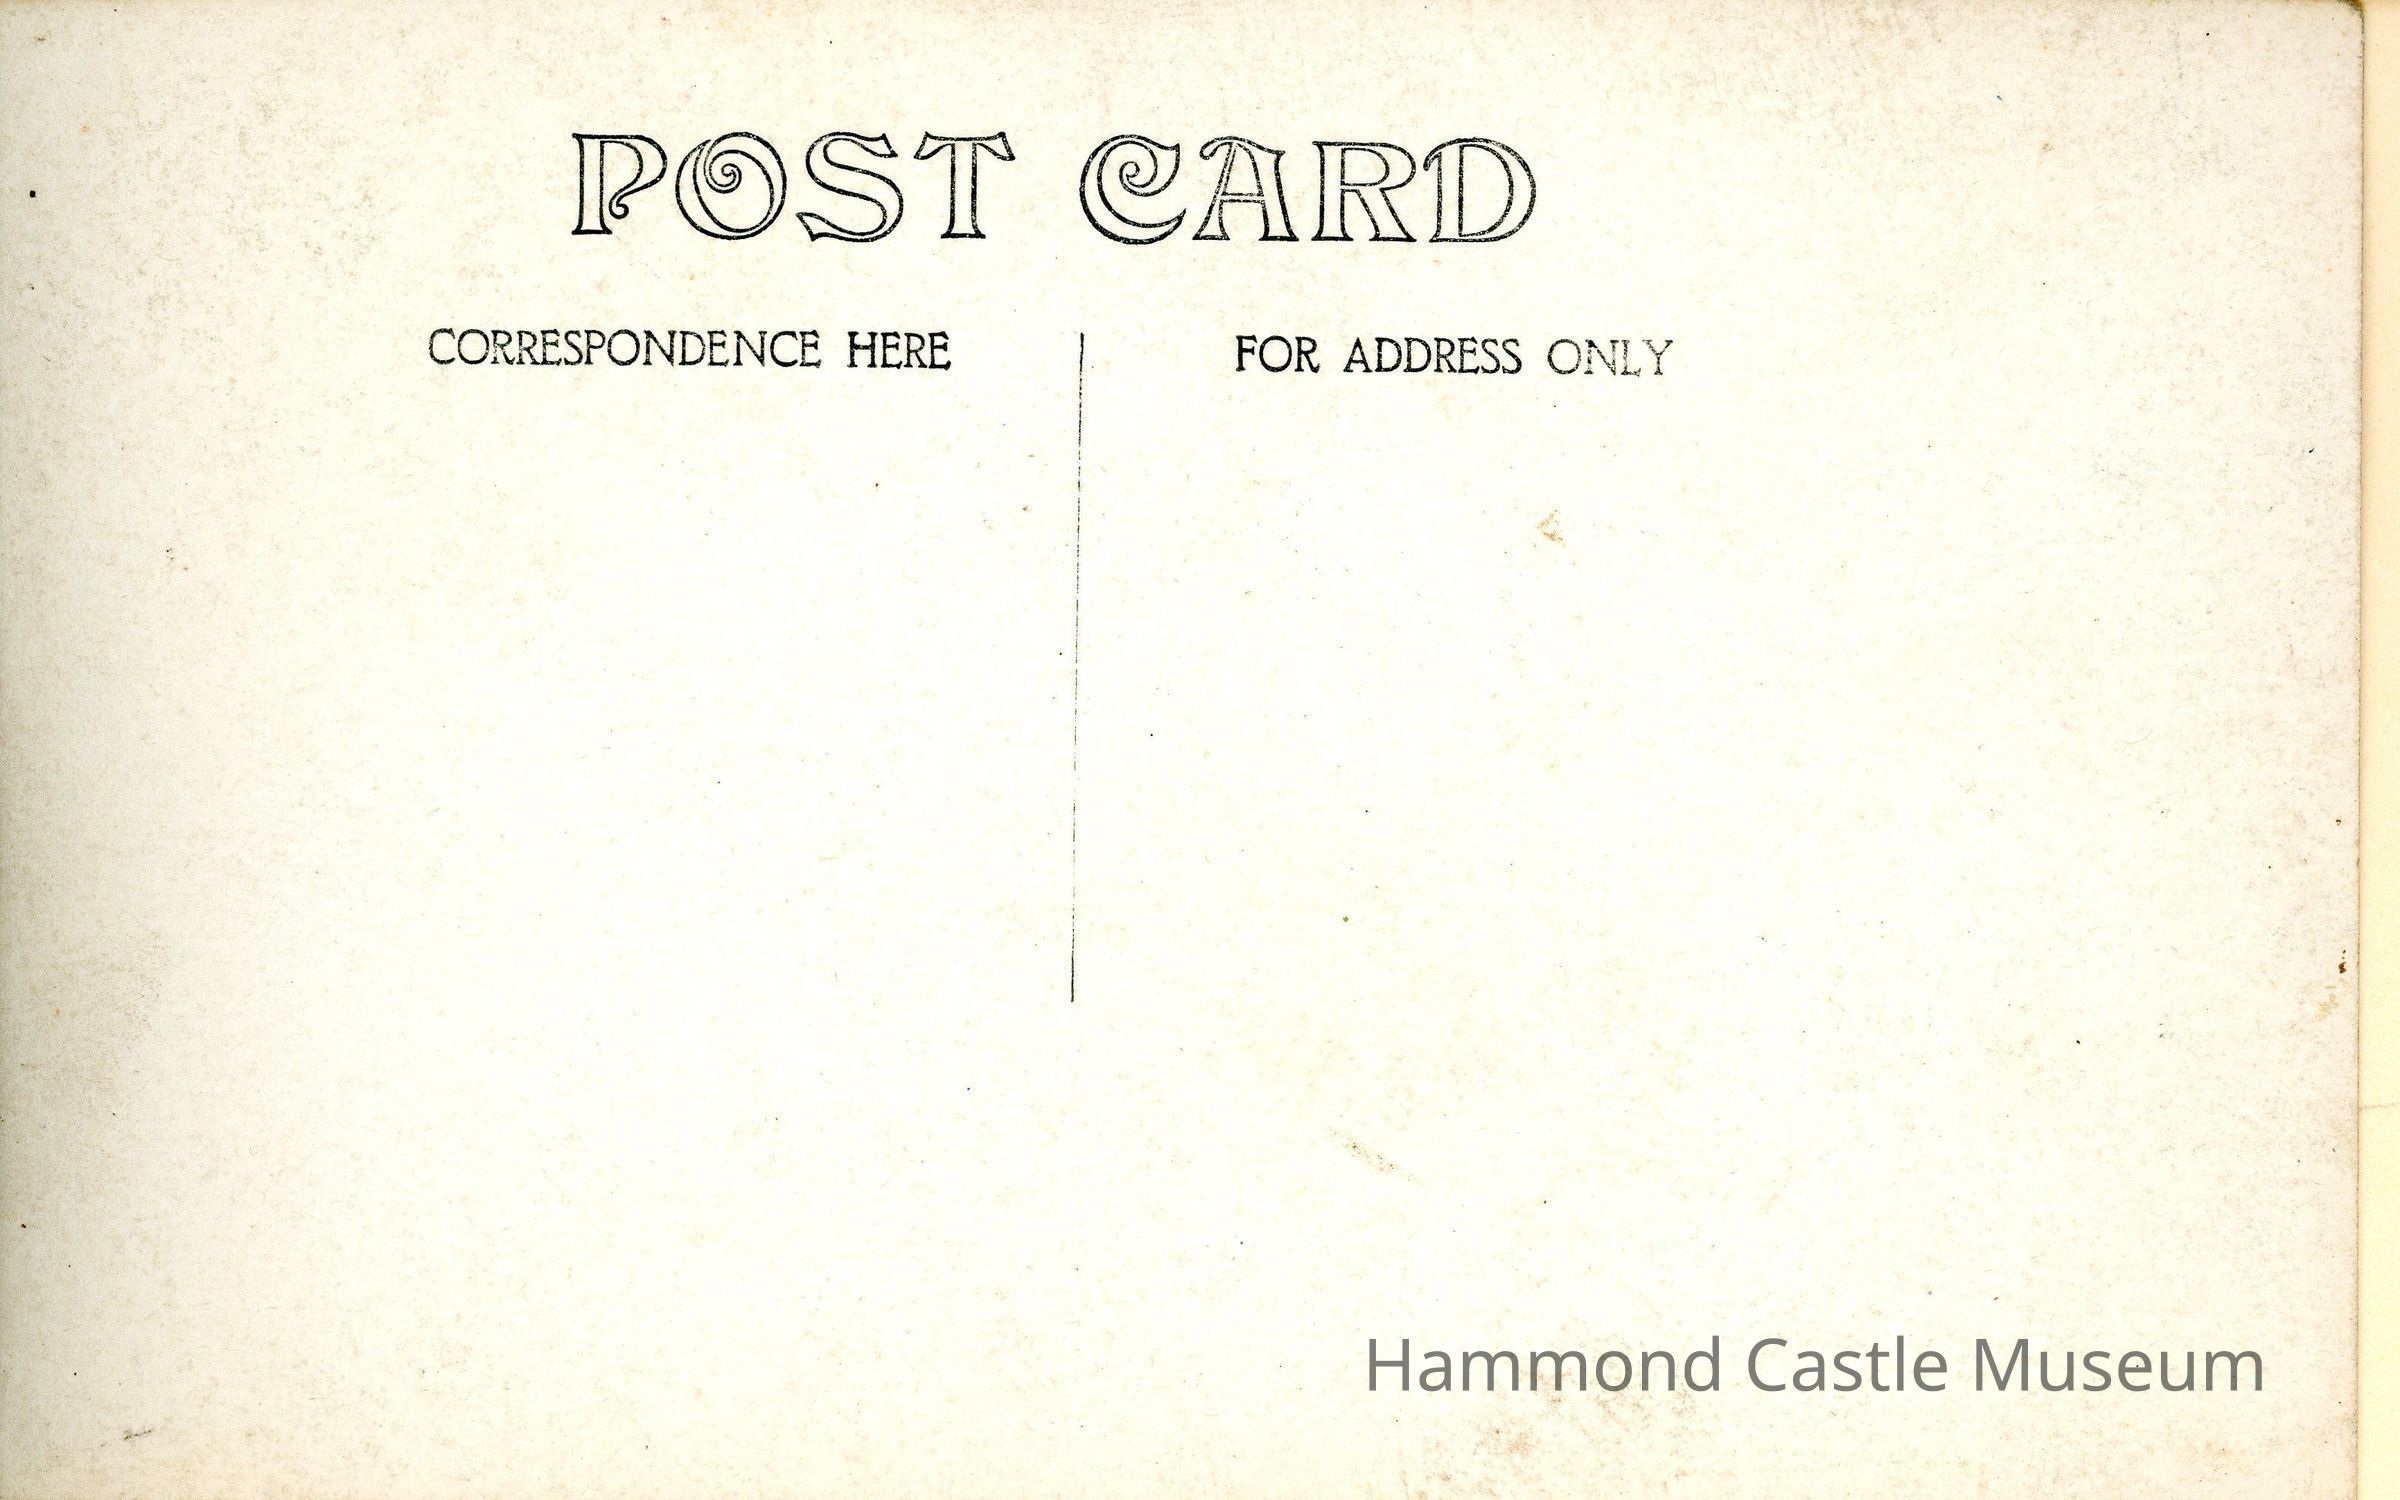 POST CARD
CORRESPONDENCE HERE
FOR ADDRESS ONLY
Hammond Castle Museum